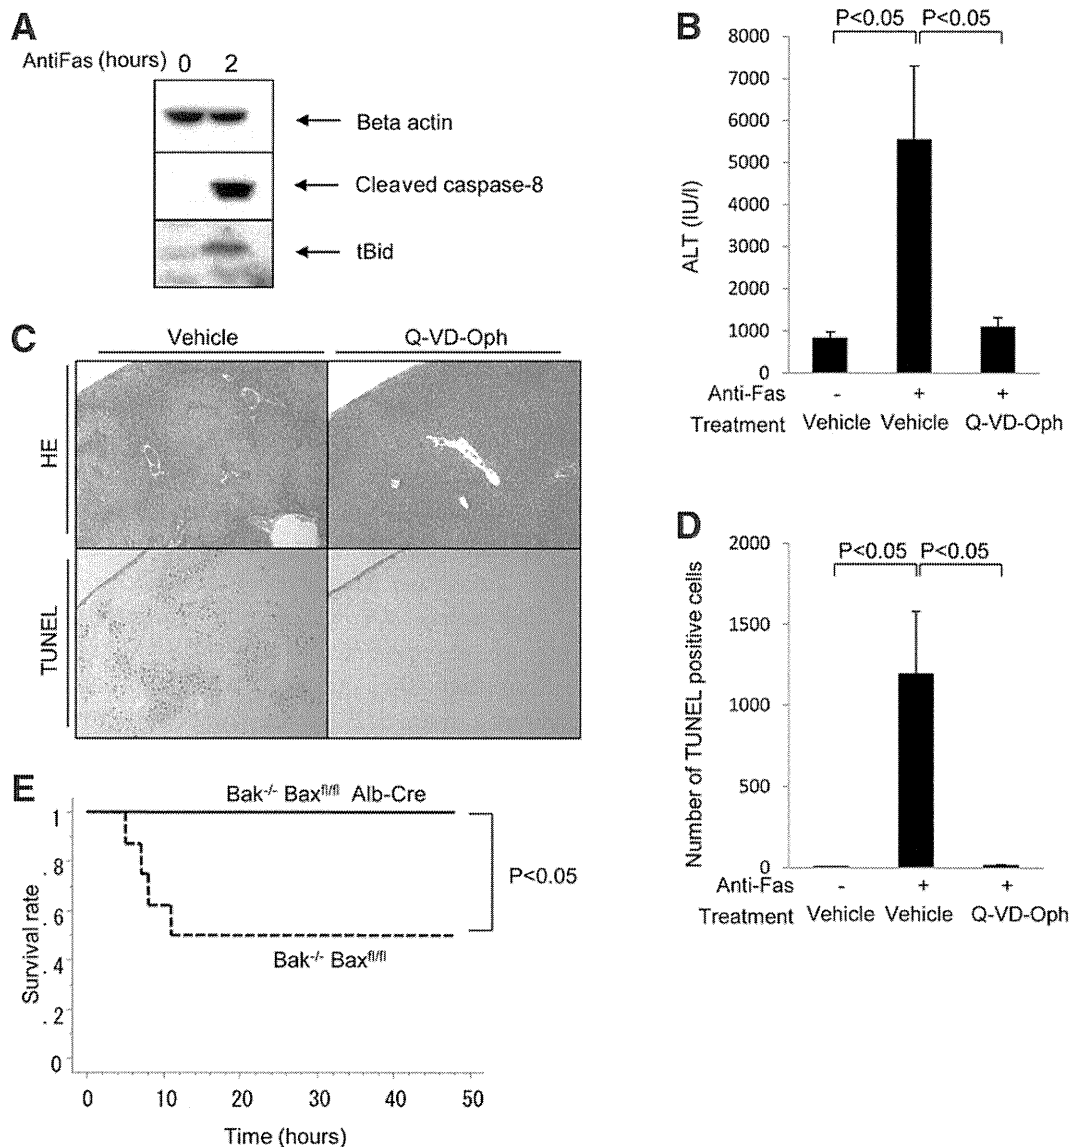 A
AntiFas (hours) 0 2
Beta actin
Cleaved caspase-8
tBid
B
P<0.05 P<0.05
8000
7000
6000
5000
4000
3000
2000
1000
0
ALT (IU/l)
Anti-Fas - + +
Treatment Vehicle Vehicle Q-VD-Oph
C
Vehicle Q-VD-Oph
HE
TUNEL
D
P<0.05 P<0.05
2000
1500
1000
500
0
Number of TUNEL positive cells
Anti-Fas - + +
Treatment Vehicle Vehicle Q-VD-Oph
E
Bak-/- Baxfl/fl Alb-Cre
P<0.05
Bak-/- Baxfl/fl
1
.8
.6
.4
.2
0
Survival rate
0 10 20 30 40 50
Time (hours)